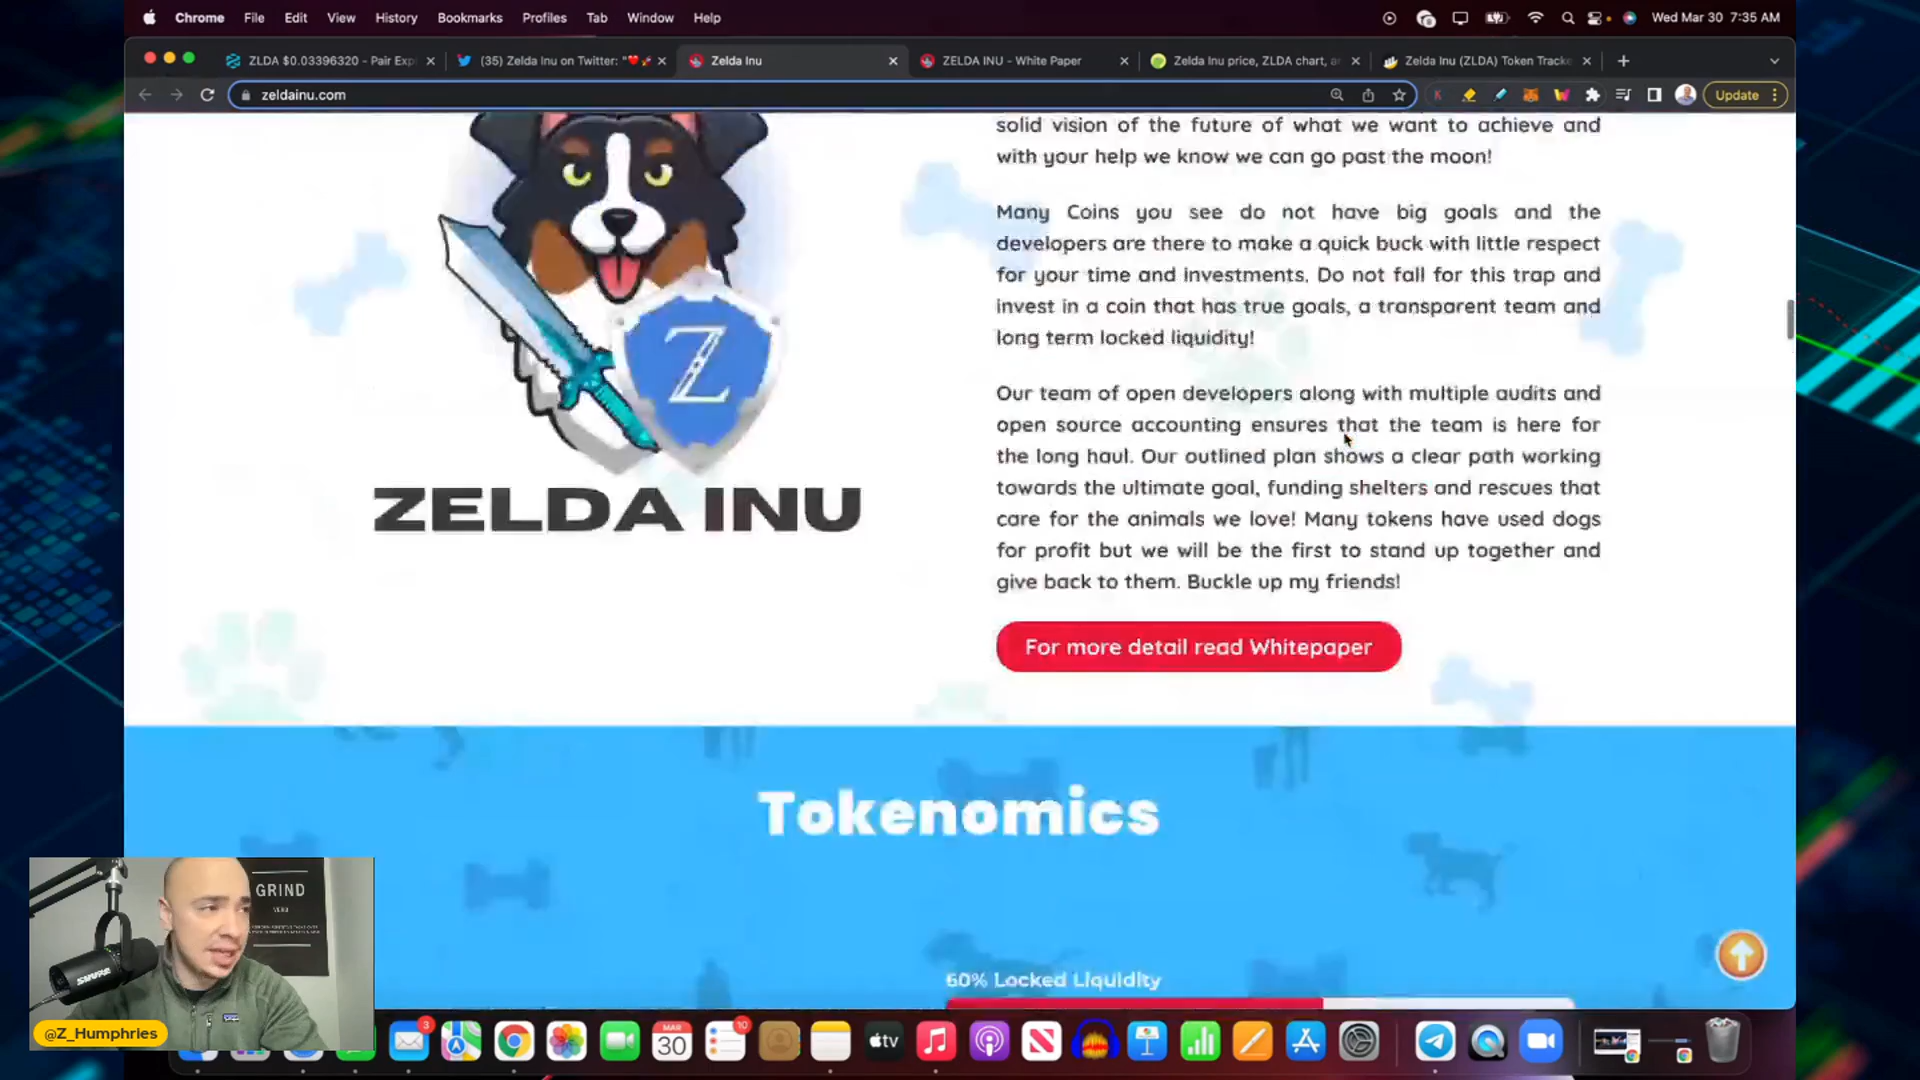 Chrome File Edit View History Bookmarks Profiles Tab Window Help Wed Mar 30 7:35 AM
ZLDA $0.03396320 - Pair Exp (35) Zelda Inu on Twitter: " Zelda Inu ZELDA INU - White Paper Zelda Inu price, ZLDA chart, ar Zelda Inu (ZLDA) Token Tracke
zeldainu.com Update
solid vision of the future of what we want to achieve and
with your help we know we can go past the moon!
Many Coins you see do not have big goals and the
developers are there to make a quick buck with little respect
for your time and investments. Do not fall for this trap and
invest in a coin that has true goals, a transparent team and
long term locked liquidity!
Our team of open developers along with multiple audits and
open source accounting ensures that the team is here for
the long haul. Our outlined plan shows a clear path working
towards the ultimate goal, funding shelters and rescues that
care for the animals we love! Many tokens have used dogs
for profit but we will be the first to stand up together and
give back to them. Buckle up my friends!
For more detail read Whitepaper
Z
ZELDA INU
Tokenomics
60% Locked Liquidity
GRIND
VERB
SHURE
@Z_Humphries
3
MAR
30
10
tv